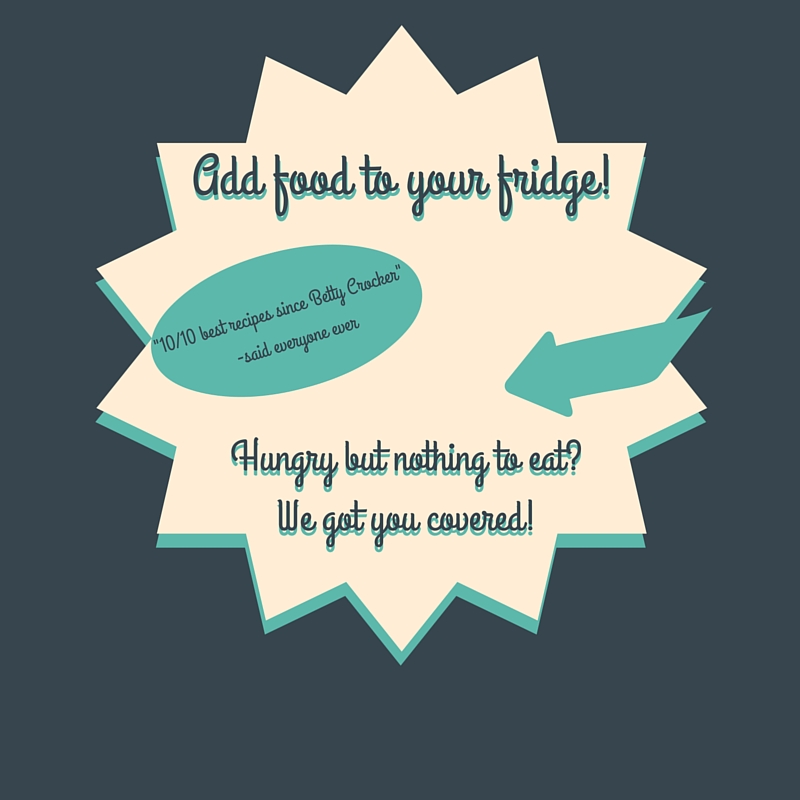 Add food to your fridge!
"10/10 best recipes since Betty Crocker"
-said everyone ever
Hungry but nothing to eat?
We got you covered!